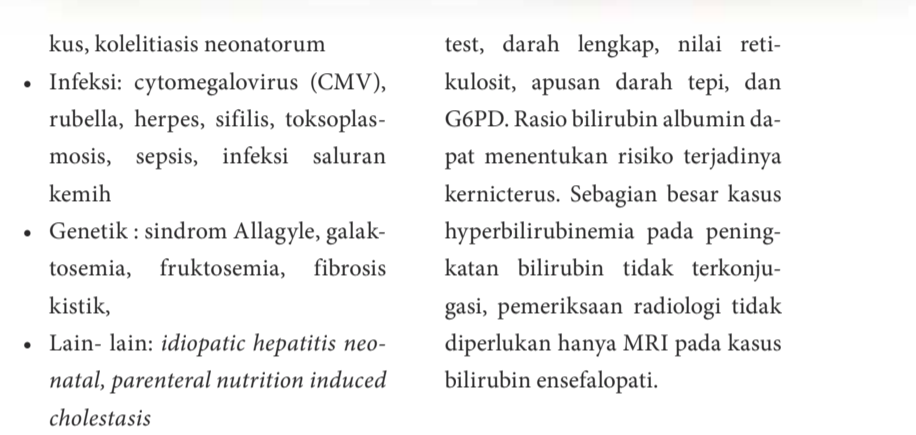 kus, kolelitiasis neonatorum
• Infeksi: cytomegalovirus (CMV),
rubella, herpes, sifilis, toksoplas-
mosis, sepsis, infeksi saluran
kemih
• Genetik : sindrom Allagyle, galak-
tosemia, fruktosemia, fibrosis
kistik,
• Lain- lain: idiopatic hepatitis neo-
natal, parenteral nutrition induced
cholestasis
test, darah lengkap, nilai reti-
kulosit, apusan darah tepi, dan
G6PD. Rasio bilirubin albumin da-
pat menentukan risiko terjadinya
kernicterus. Sebagian besar kasus
hyperbilirubinemia pada pening-
katan bilirubin tidak terkonju-
gasi, pemeriksaan radiologi tidak
diperlukan hanya MRI pada kasus
bilirubin ensefalopati.